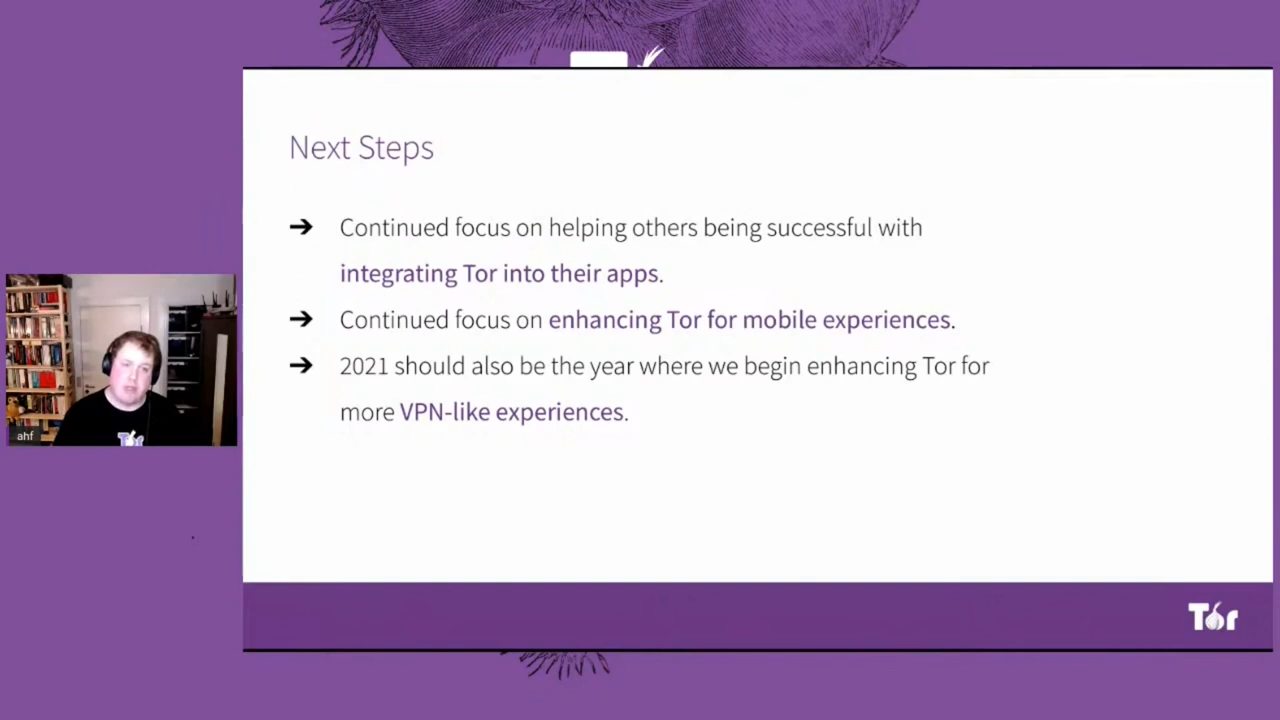 Next Steps
➔ Continued focus on helping others being successful with
integrating Tor into their apps.
➔ Continued focus on enhancing Tor for mobile experiences.
➔ 2021 should also be the year where we begin enhancing Tor for
more VPN-like experiences.
ahf
Tor